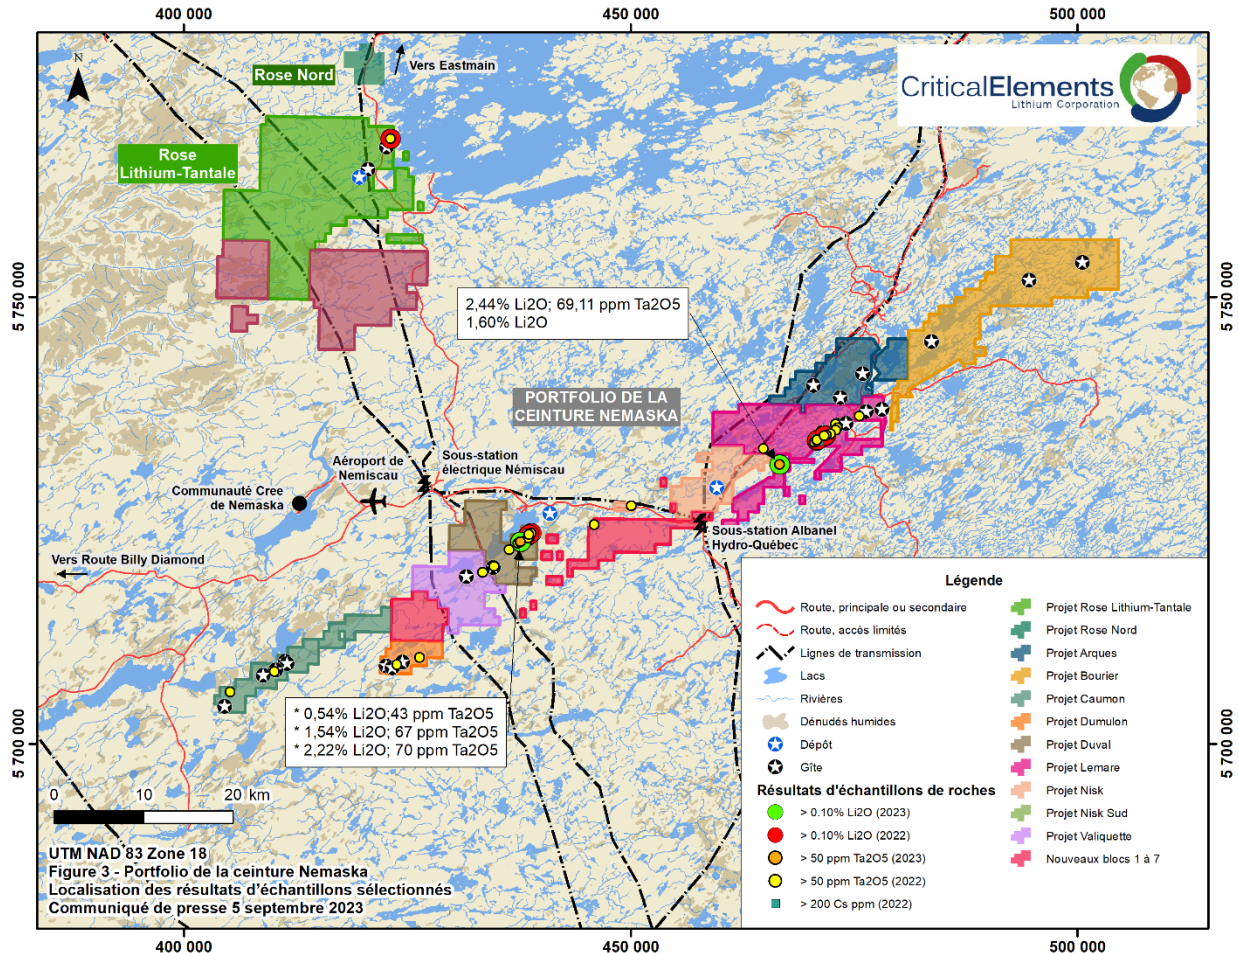 400 000
450 000
500 000
N
Rose Nord
Vers Eastmain
CriticalElements
Lithium Corporation
Rose
Lithium-Tantale
5 750 000
5 750 000
2,44% Li2O; 69,11 ppm Ta2O5
1,60% Li2O
PORTFOLIO DE LA
CEINTURE NEMASKA
Sous-station
électrique Némiscau
Aéroport de
Nemiscau
Communauté Cree
de Nemaska
Sous-station Albanel
Hydro-Québec
Vers Route Billy Diamond
* 0,54% Li2O;43 ppm Ta2O5
* 1,54% Li2O; 67 ppm Ta2O5
* 2,22% Li2O; 70 ppm Ta2O5
5 700 000
5 700 000
0 10 20 km
UTM NAD 83 Zone 18
Figure 3 - Portfolio de la ceinture Nemaska
Localisation des résultats d'échantillons sélectionnés
Communiqué de presse 5 septembre 2023
Légende
Route, principale ou secondaire
Route, accès limités
Lignes de transmission
Lacs
Rivières
Dénudés humides
Dépôt
Gîte
Résultats d'échantillons de roches
> 0.10% Li2O (2023)
> 0.10% Li2O (2022)
> 50 ppm Ta2O5 (2023)
> 50 ppm Ta2O5 (2022)
> 200 Cs ppm (2022)
Projet Rose Lithium-Tantale
Projet Rose Nord
Projet Arques
Projet Bourier
Projet Caumon
Projet Dumulon
Projet Duval
Projet Lemare
Projet Nisk
Projet Nisk Sud
Projet Valiquette
Nouveaux blocs 1 à 7
400 000
450 000
500 000